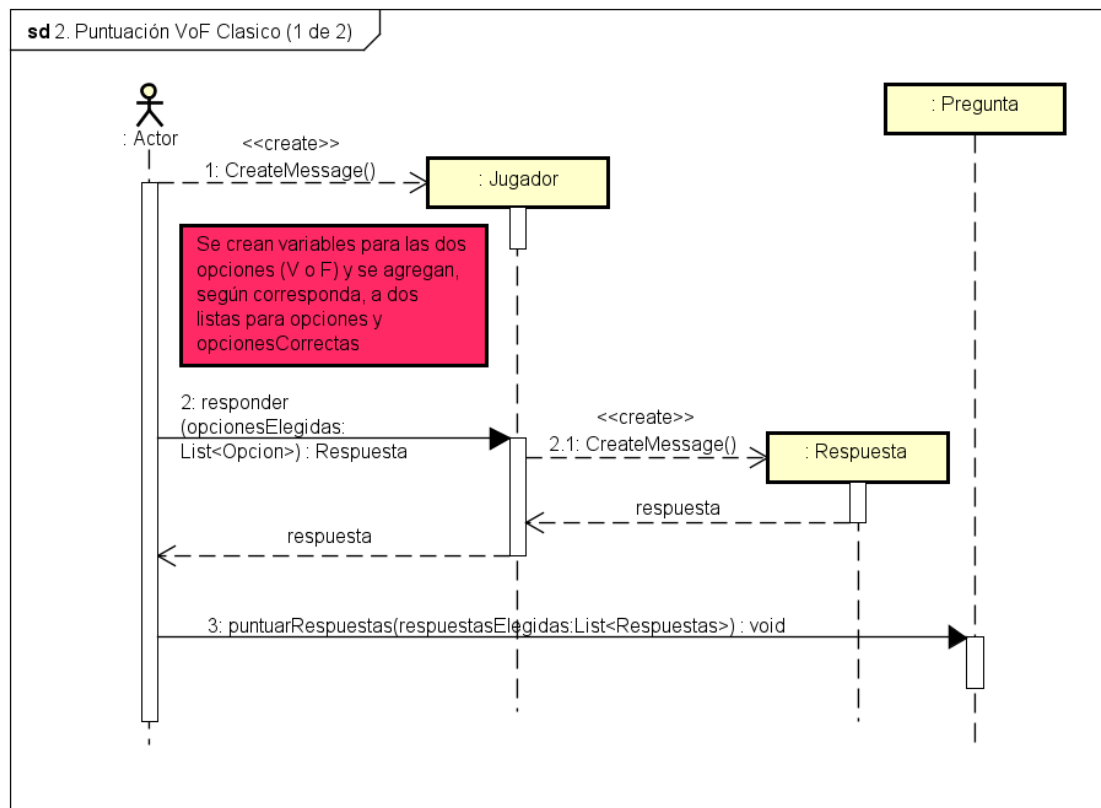 sd 2. Puntuación VoF Clasico (1 de 2)
: Actor
: Pregunta
<<create>>
1: CreateMessage()
: Jugador
Se crean variables para las dos
opciones (V o F) y se agregan,
según corresponda, a dos
listas para opciones y
opcionesCorrectas
2: responder
(opcionesElegidas:
List<Opcion>) : Respuesta
<<create>>
2.1: CreateMessage()
: Respuesta
respuesta
respuesta
3: puntuarRespuestas(respuestasElegidas:List<Respuestas>) : void